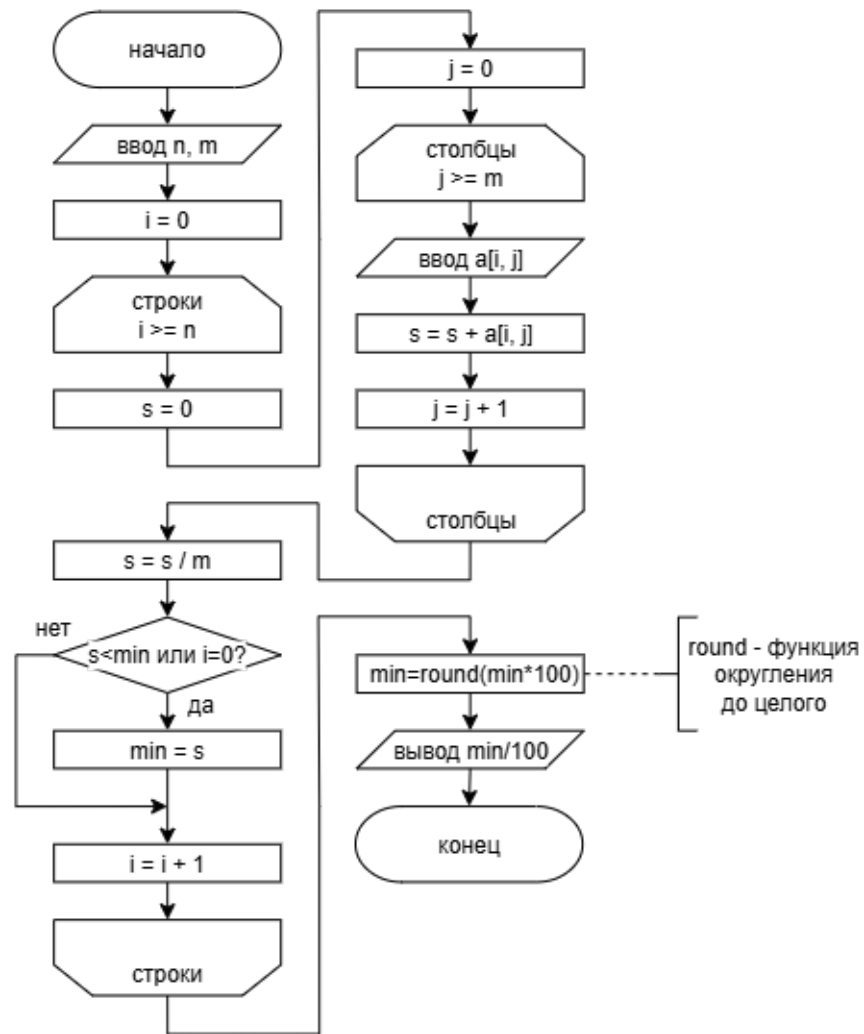 начало
ввод n, m
i = 0
строки
i >= n
s = 0
j = 0
столбцы
j >= m
ввод a[i, j]
s = s + a[i, j]
j = j + 1
столбцы
s = s / m
нет
s<min или i=0?
да
min = s
i = i + 1
строки
min=round(min*100)
round - функция
округления
до целого
вывод min/100
конец